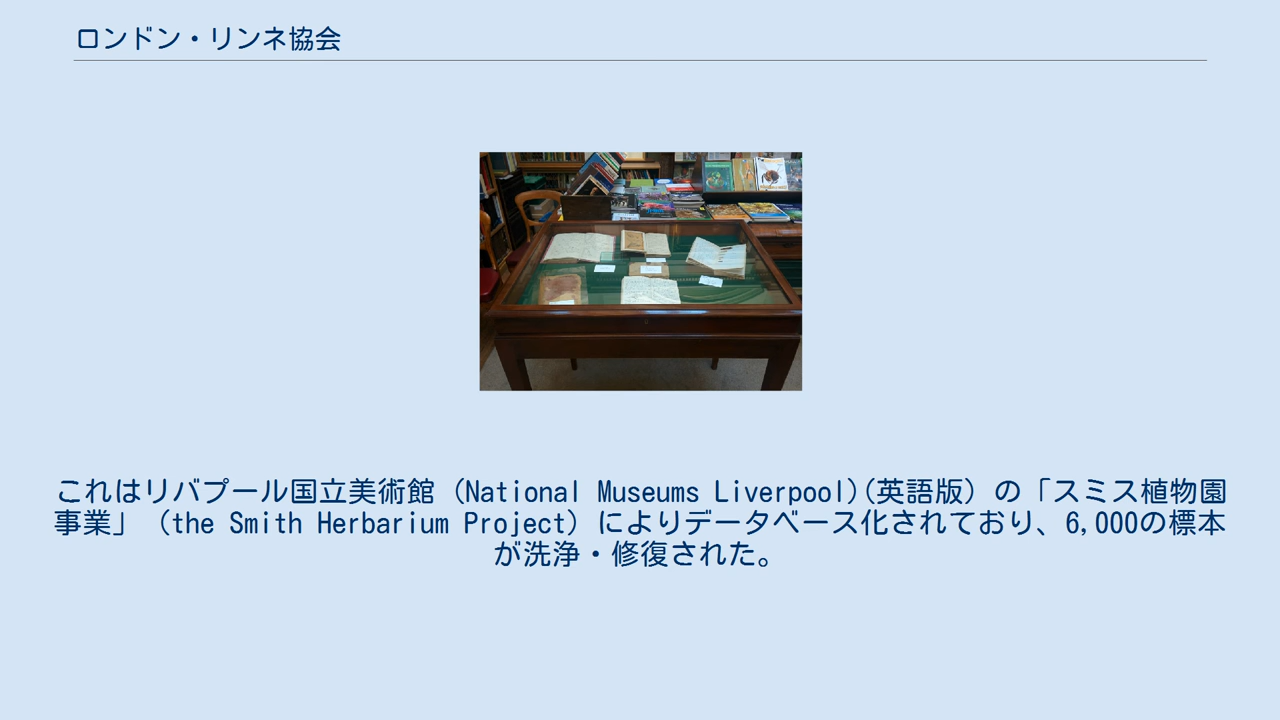 ロンドン・リンネ協会
これはリバプール国立美術館（National Museums Liverpool)(英語版）の「スミス植物園
事業」（the Smith Herbarium Project）によりデータベース化されており、6,000の標本
が洗浄・修復された。